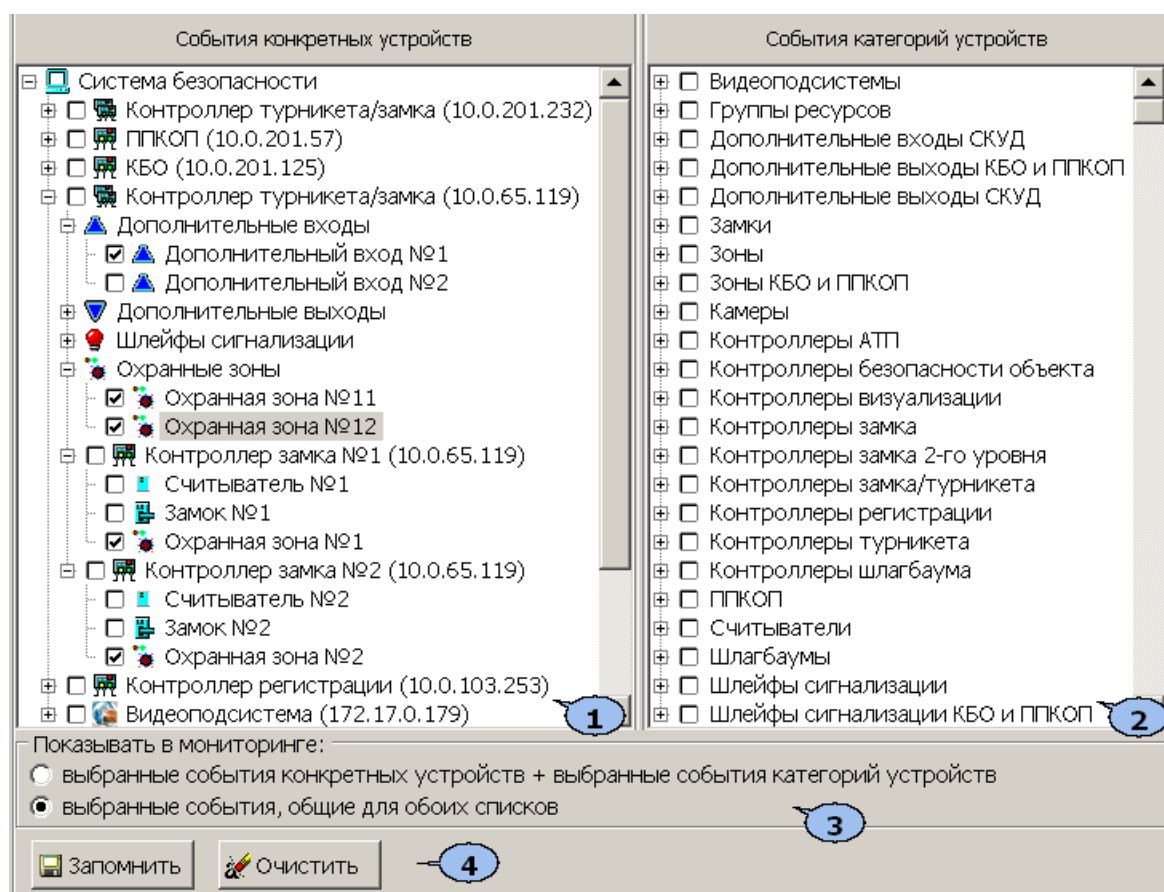 События конкретных устройств
Система безопасности
Контроллер турникета/замка (10.0.201.232)
ППКОП (10.0.201.57)
КБО (10.0.201.125)
Контроллер турникета/замка (10.0.65.119)
Дополнительные входы
Дополнительный вход №1
Дополнительный вход №2
Дополнительные выходы
Шлейфы сигнализации
Охранные зоны
Охранная зона №11
Охранная зона №12
Контроллер замка №1 (10.0.65.119)
Считыватель №1
Замок №1
Охранная зона №1
Контроллер замка №2 (10.0.65.119)
Считыватель №2
Замок №2
Охранная зона №2
Контроллер регистрации (10.0.103.253)
Видеоподсистема (172.17.0.179)
1
События категорий устройств
Видеоподсистемы
Группы ресурсов
Дополнительные входы СКУД
Дополнительные выходы КБО и ППКОП
Дополнительные выходы СКУД
Замки
Зоны
Зоны КБО и ППКОП
Камеры
Контроллеры АТП
Контроллеры безопасности объекта
Контроллеры визуализации
Контроллеры замка
Контроллеры замка 2-го уровня
Контроллеры замка/турникета
Контроллеры регистрации
Контроллеры турникета
Контроллеры шлагбаума
ППКОП
Считыватели
Шлагбаумы
Шлейфы сигнализации
Шлейфы сигнализации КБО и ППКОП
2
Показывать в мониторинге:
выбранные события конкретных устройств + выбранные события категорий устройств
выбранные события, общие для обоих списков
3
Запомнить
Очистить
4